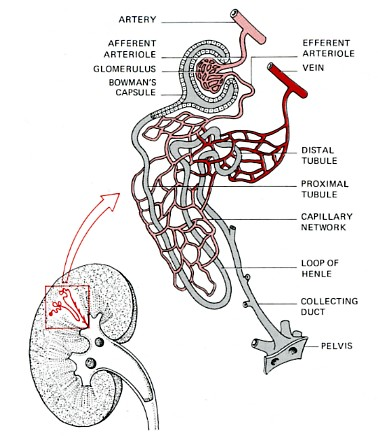 ARTERY
AFFERENT
ARTERIOLE
GLOMERULUS
BOWMAN'S
CAPSULE
EFFERENT
ARTERIOLE
VEIN
DISTAL
TUBULE
PROXIMAL
TUBULE
CAPILLARY
NETWORK
LOOP OF
HENLE
COLLECTING
DUCT
PELVIS